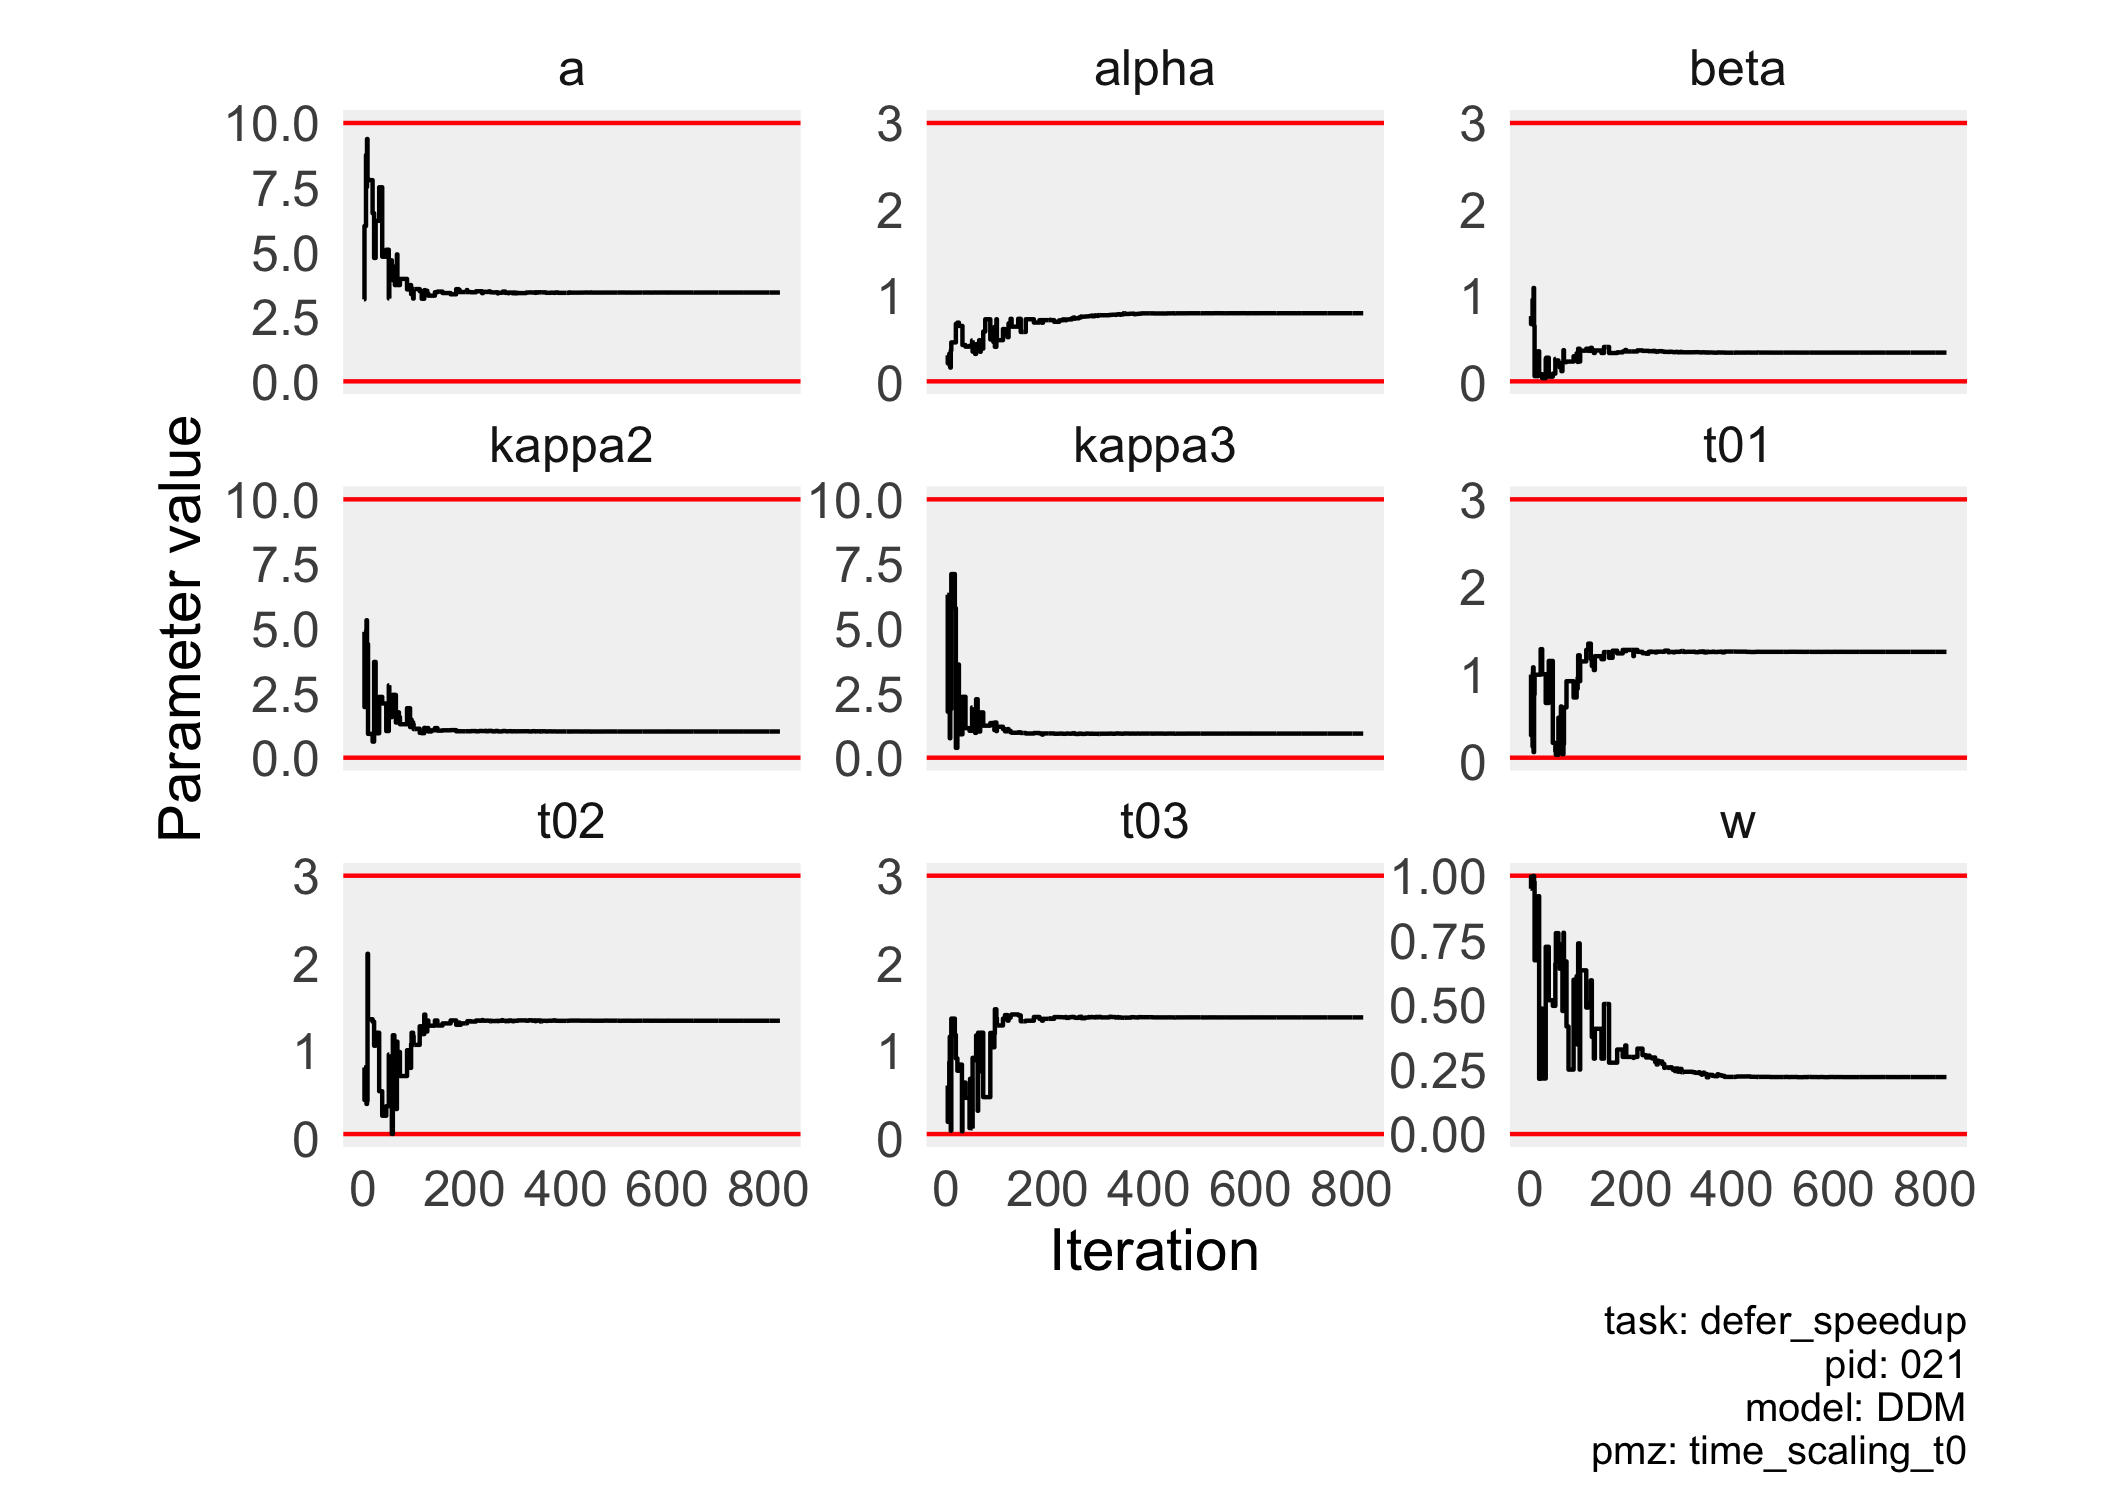 a
alpha
beta
10.0
7.5
5.0
2.5
0.0
3
2
1
0
3
2
1
0
kappa2
kappa3
t01
10.0
7.5
5.0
2.5
0.0
10.0
7.5
5.0
2.5
0.0
3
2
1
0
t02
t03
w
3
2
1
0
3
2
1
0
1.00
0.75
0.50
0.25
0.00
0 200 400 600 800
0 200 400 600 800
0 200 400 600 800
Parameter value
Iteration
task: defer_speedup
pid: 021
model: DDM
pmz: time_scaling_t0